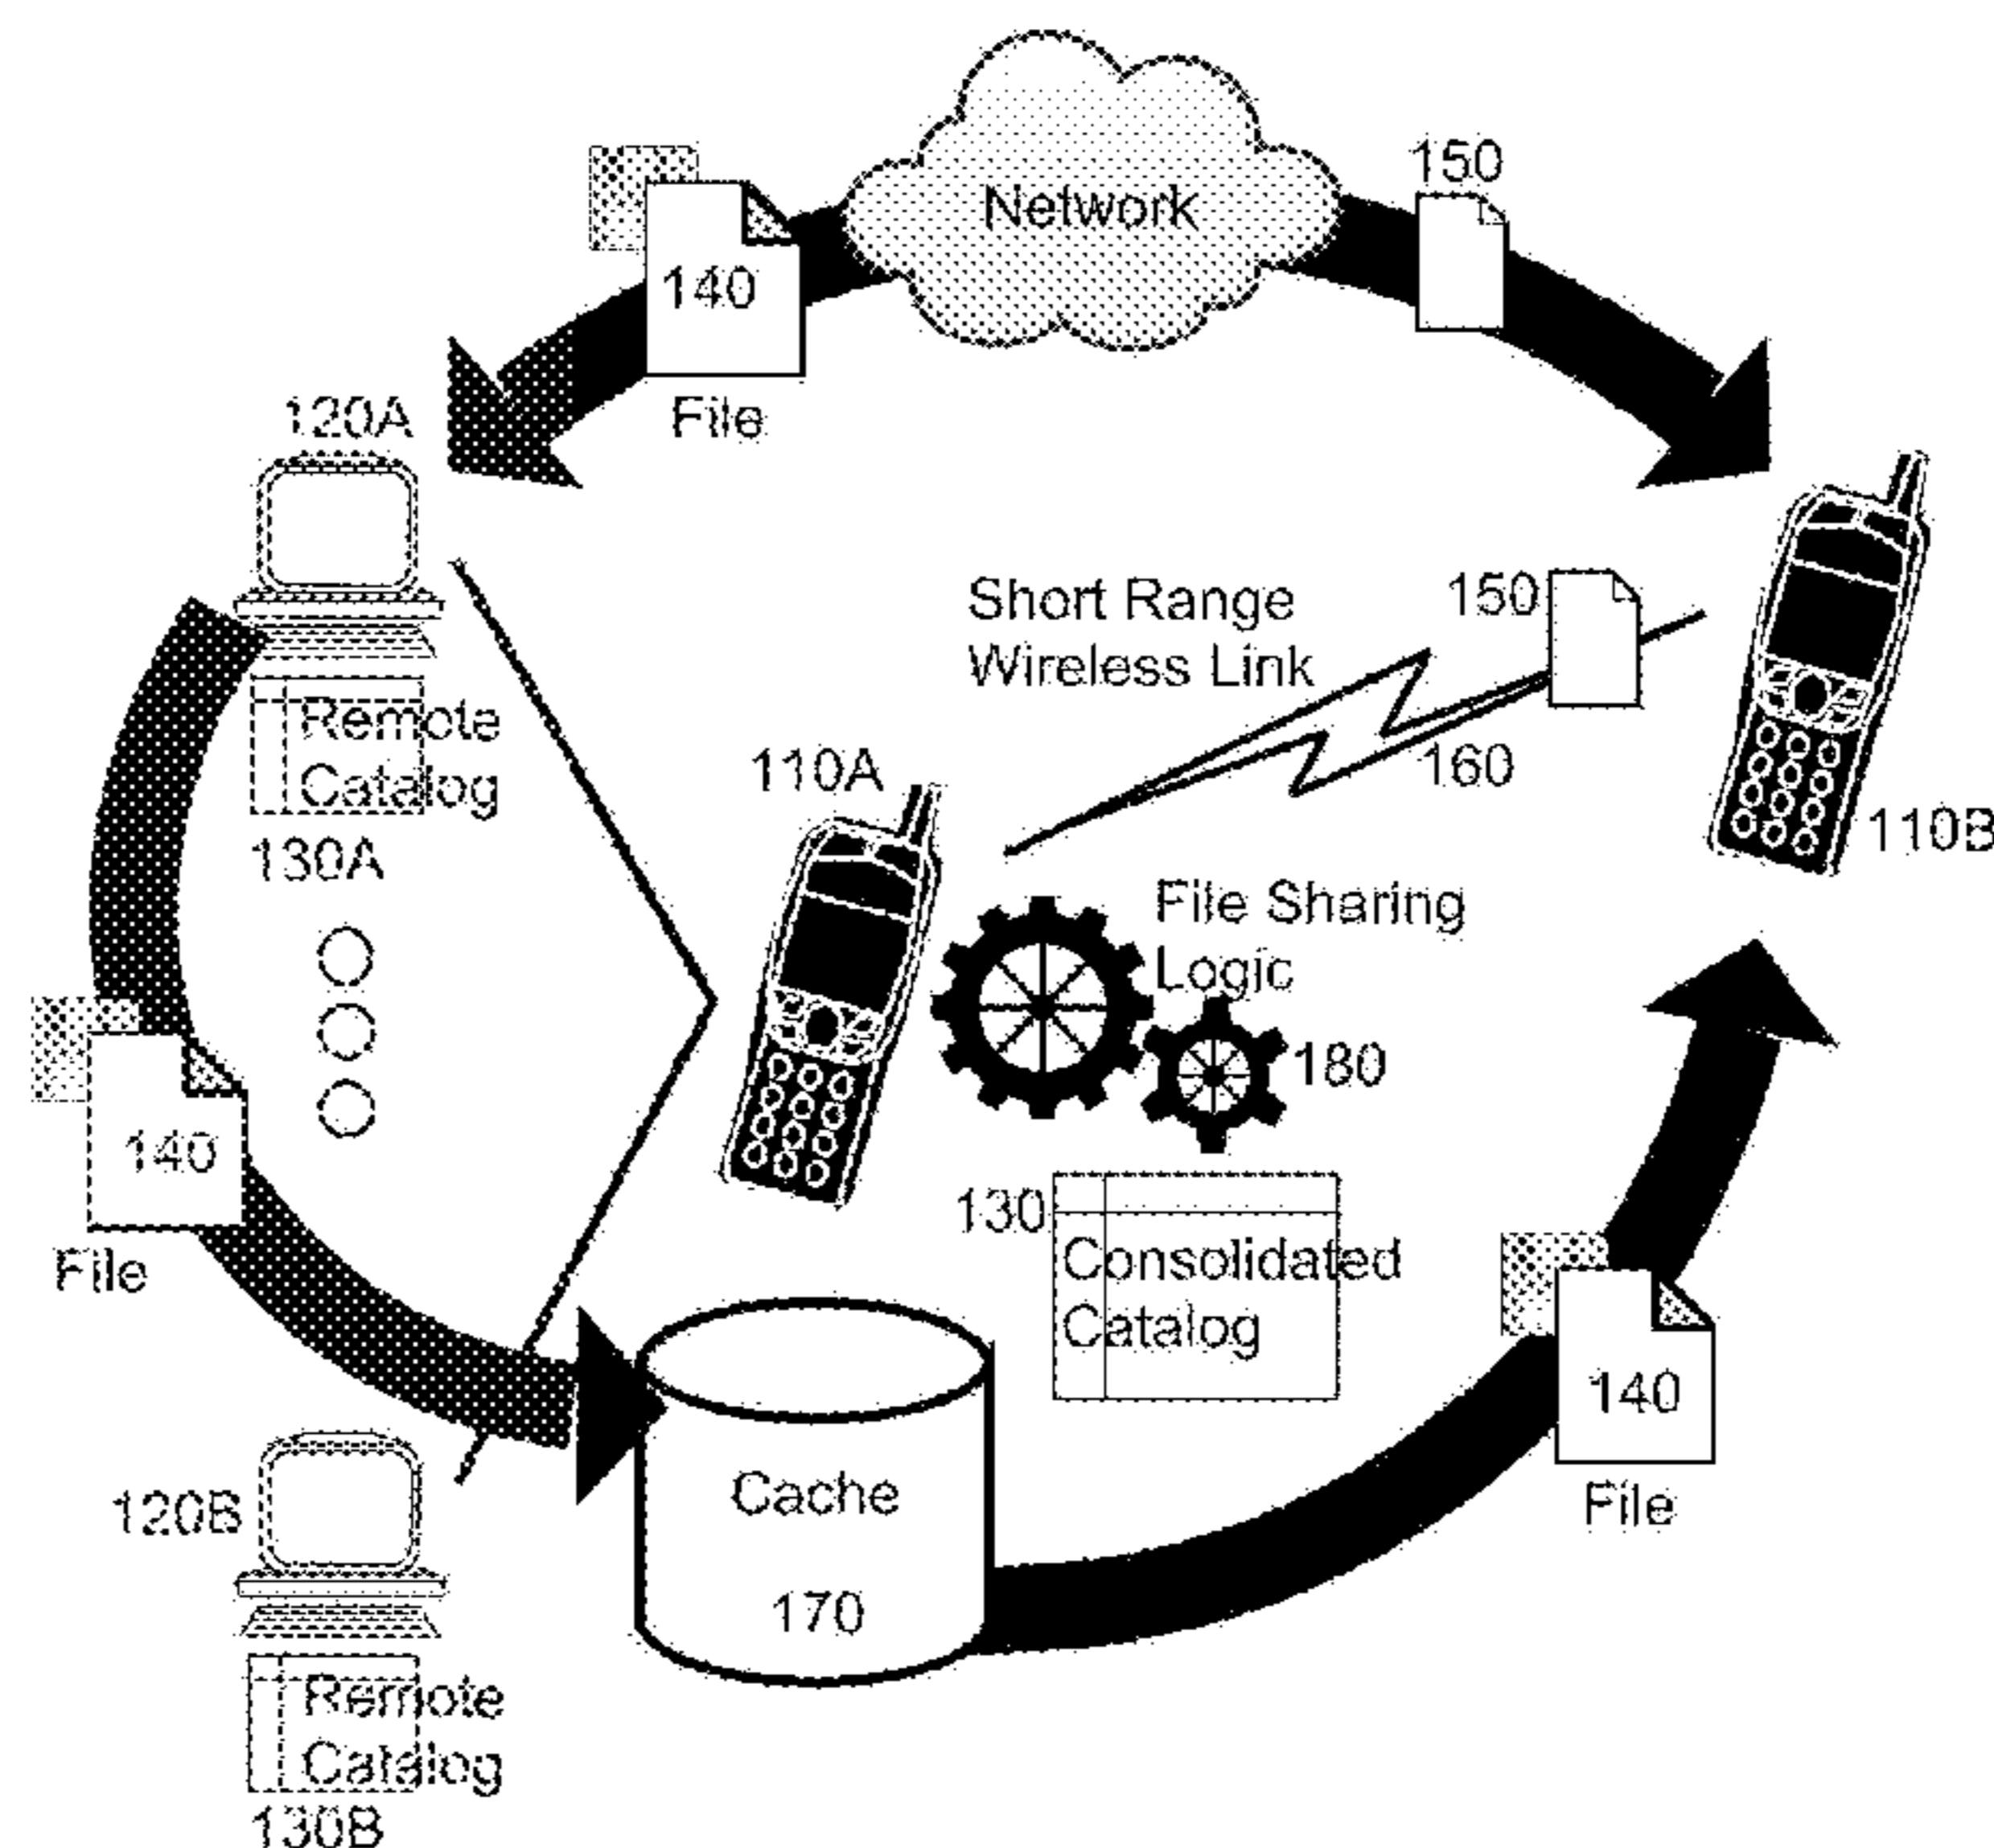 Network
150
140
File
120A
Short Range
Wireless Link
150
160
Remote
Catalog
130A
110A
110B
File Sharing
Logic
180
140
File
130
Consolidated
Catalog
140
File
Cache
170
120B
Remote
Catalog
130B